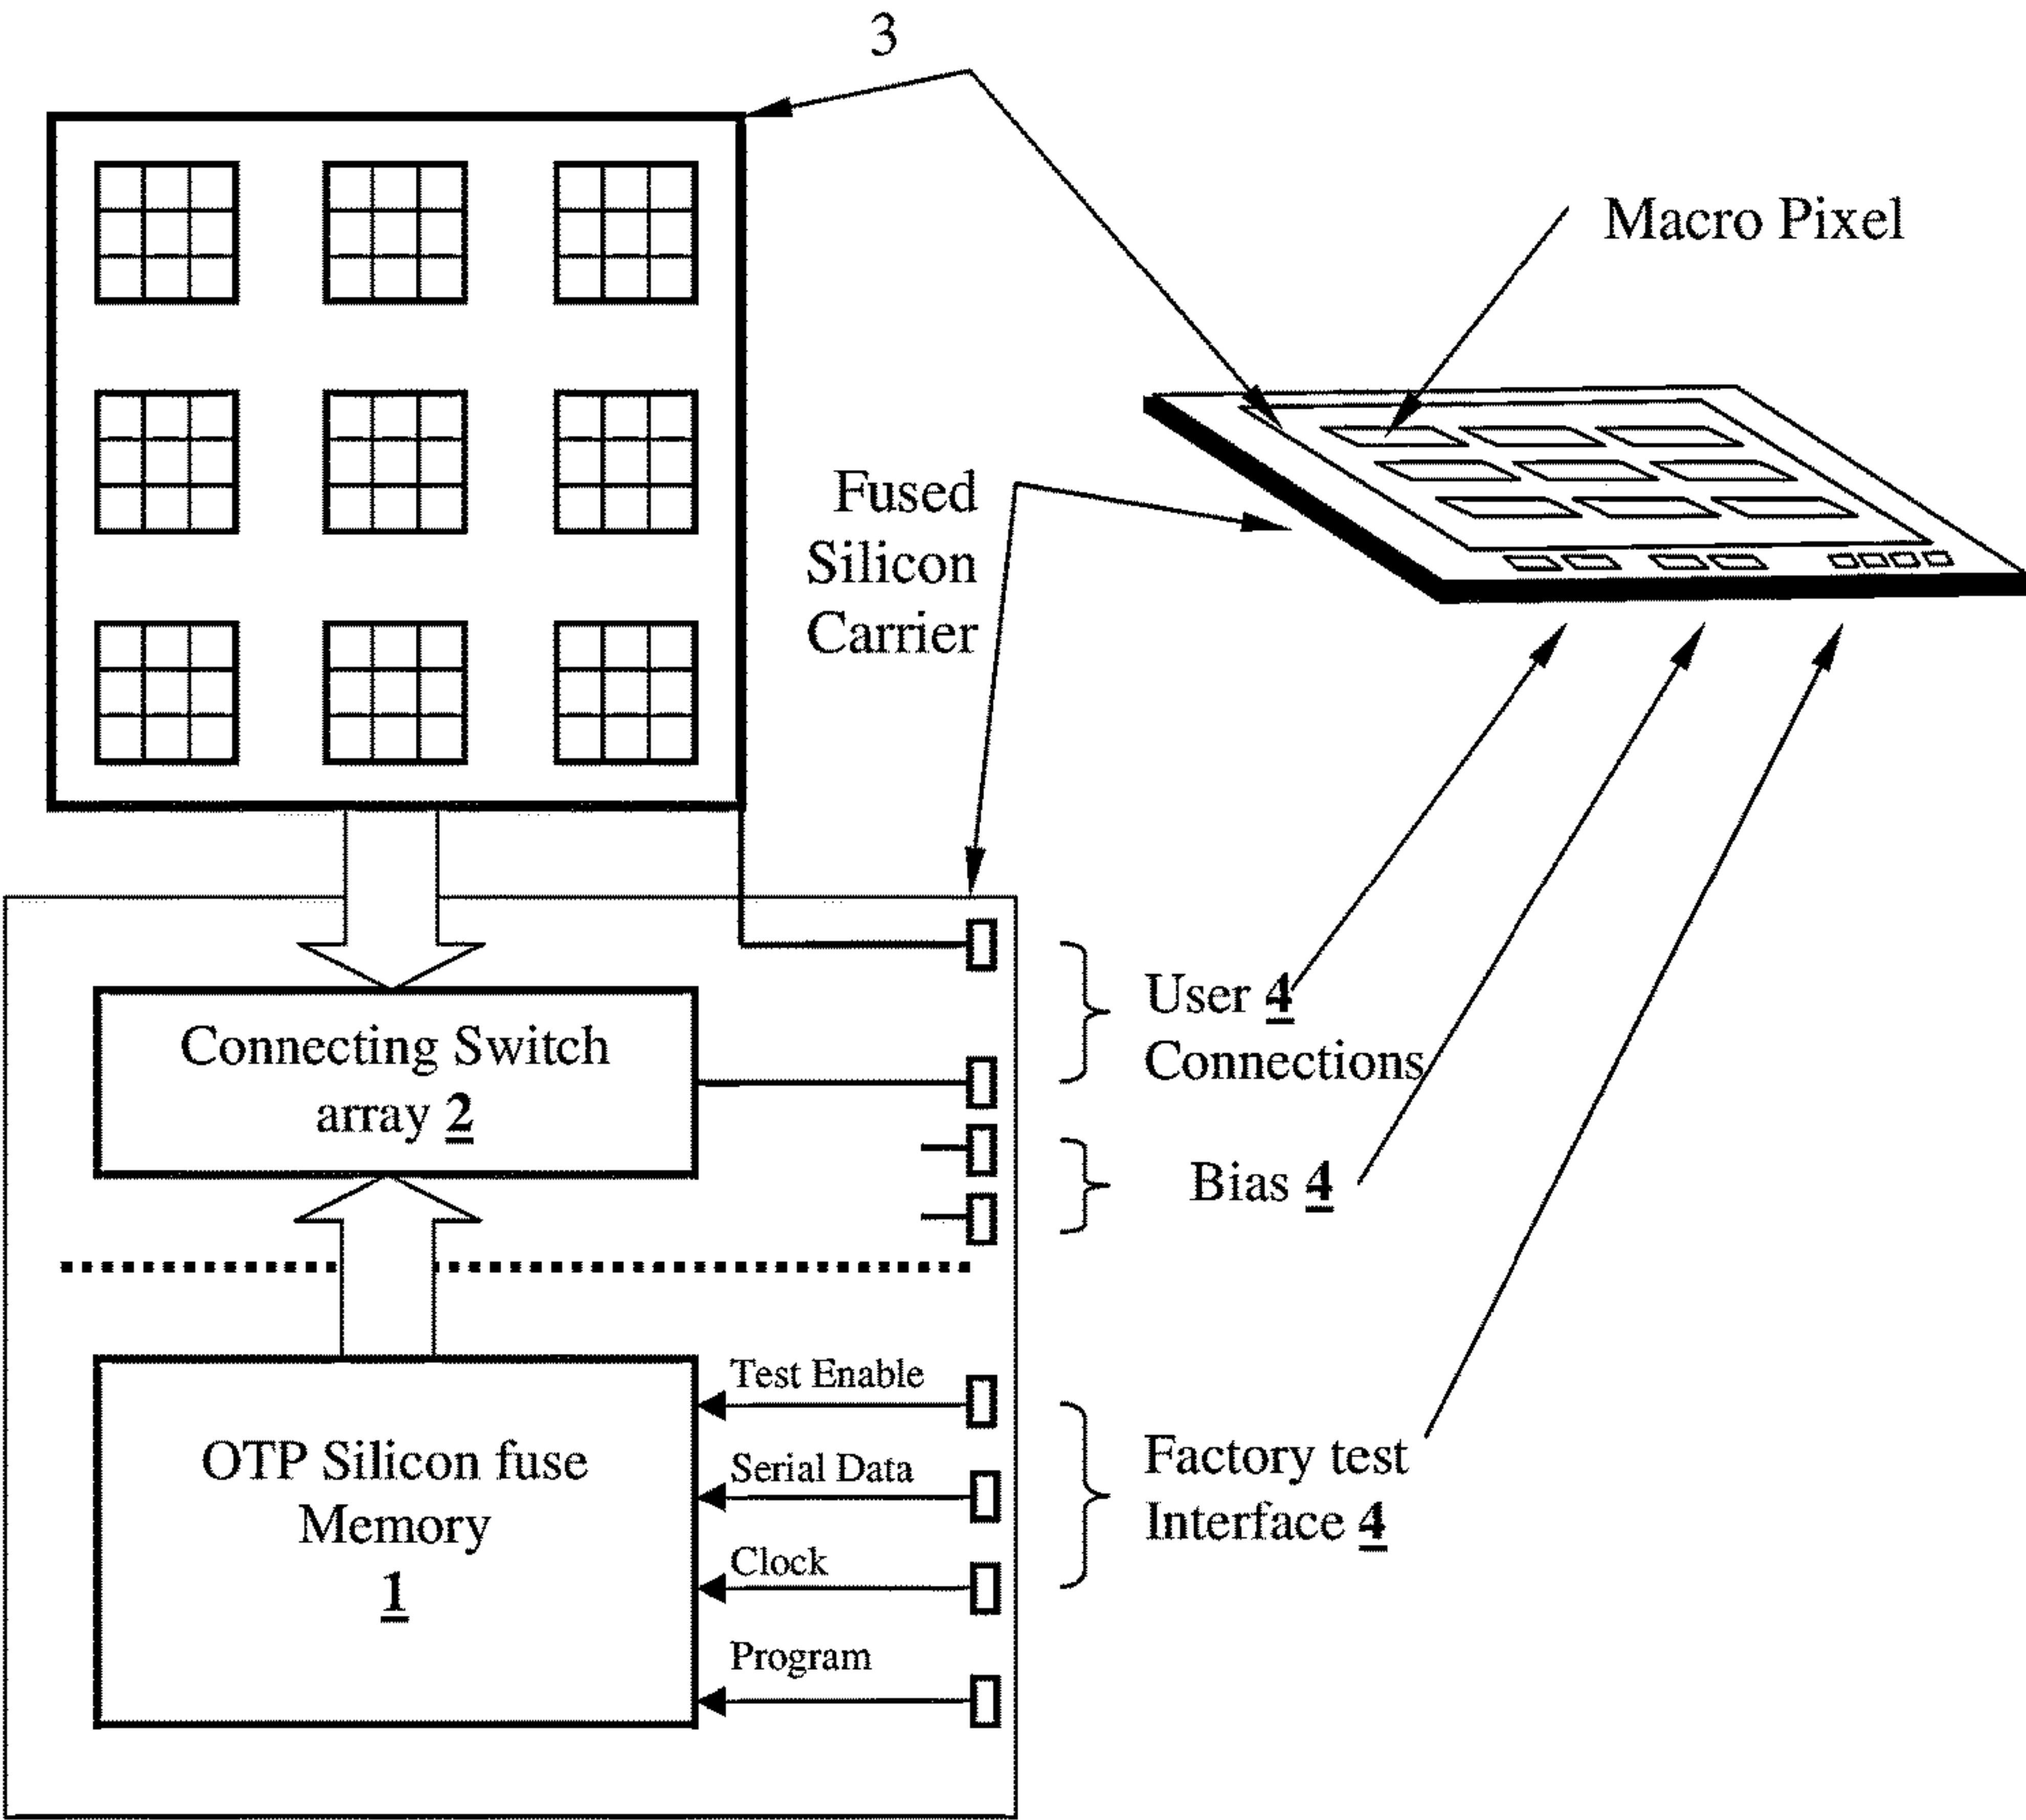 3
Macro Pixel
Fused
Silicon
Carrier
Connecting Switch
array 2
User 4
Connections
Bias 4
OTP Silicon fuse
Memory
1
Test Enable
Serial Data
Clock
Program
Factory test
Interface 4